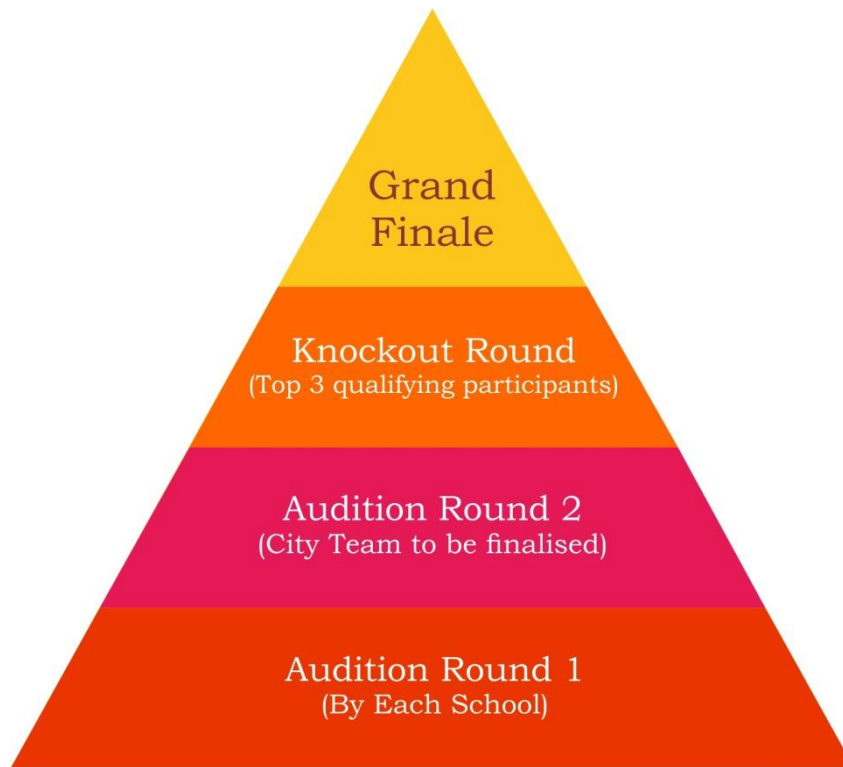 Grand
Finale
Knockout Round
(Top 3 qualifying participants)
Audition Round 2
(City Team to be finalised)
Audition Round 1
(By Each School)